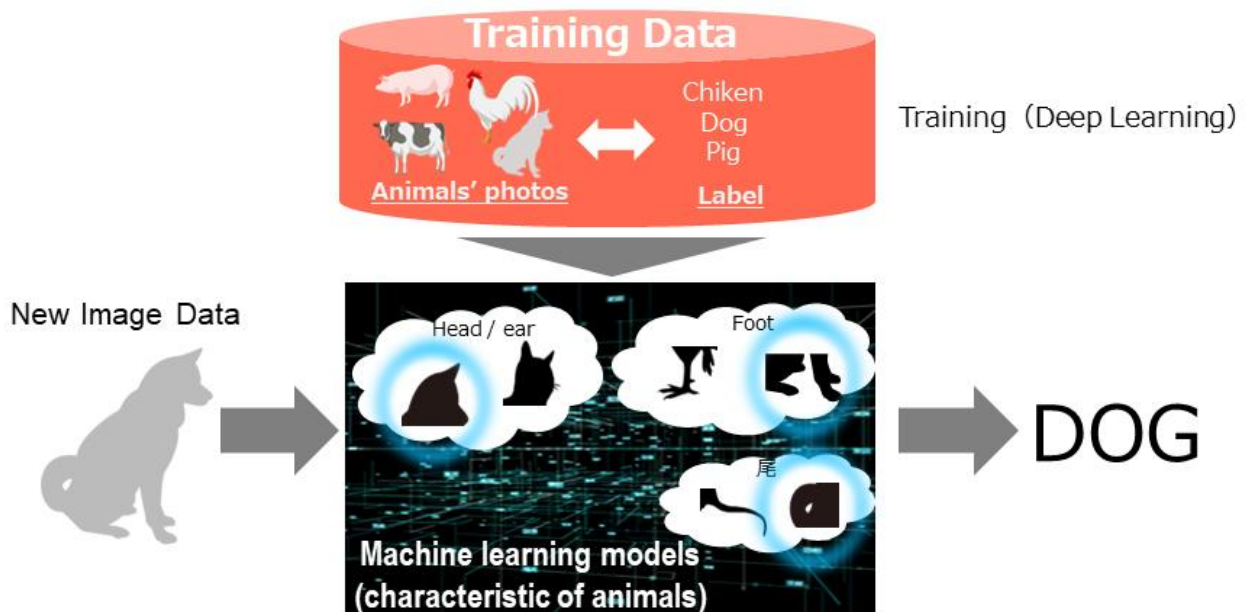 Training Data
Chiken
Dog
Pig
Animals' photos
Label
Training（Deep Learning）
New Image Data
Head / ear
Foot
尾
DOG
Machine learning models
(characteristic of animals)